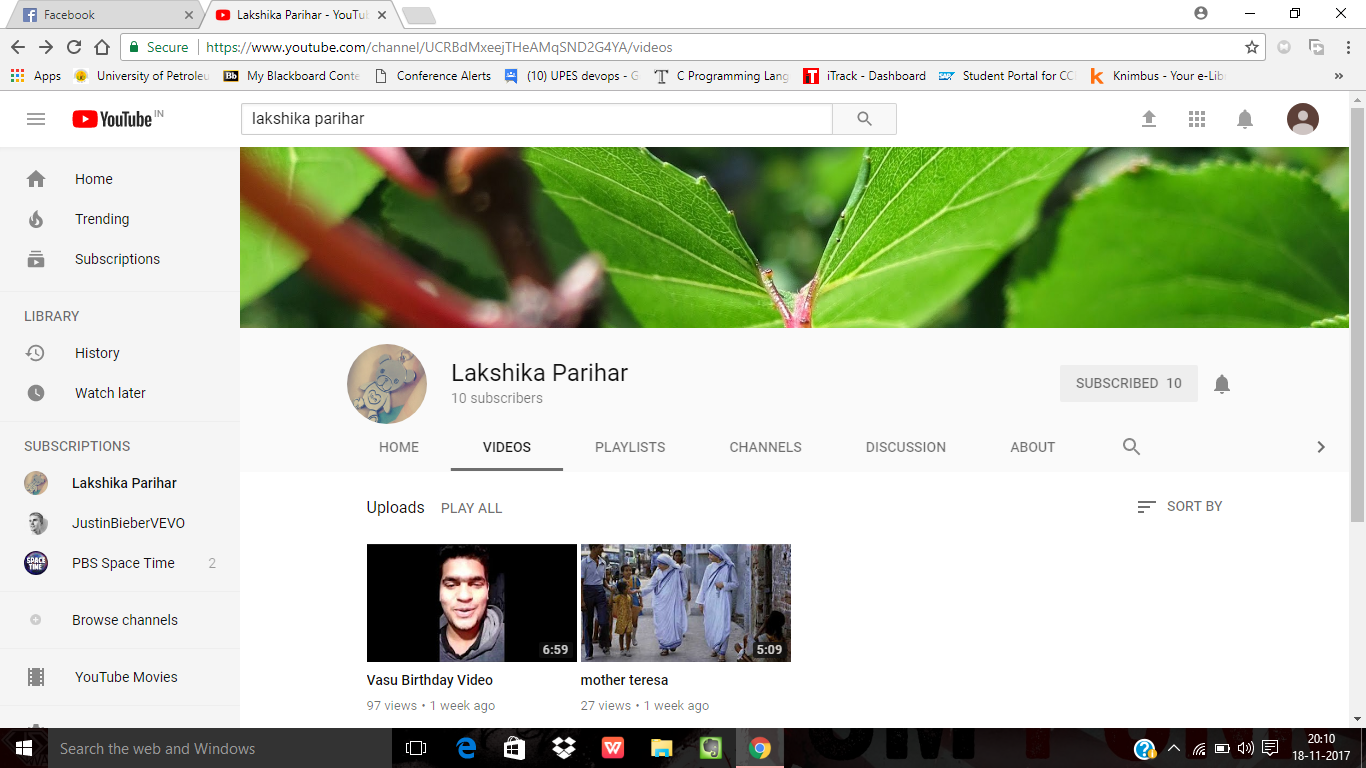 Facebook
Lakshika Parihar - YouTu
Secure
https://www.youtube.com/channel/UCRBdMxeejTHeAMqSND2G4YA/videos
Apps
University of Petroleu
Bb My Blackboard Conte
Conference Alerts
(10) UPES devops - G
T C Programming Lang
iTrack - Dashboard
SAP Student Portal for CC
k Knimbus - Your e-Lib
»
YouTube IN
lakshika parihar
Home
Trending
Subscriptions
LIBRARY
History
Watch later
SUBSCRIPTIONS
Lakshika Parihar
JustinBieberVEVO
SPACE TIME
PBS Space Time 2
Browse channels
YouTube Movies
Lakshika Parihar
10 subscribers
SUBSCRIBED 10
HOME VIDEOS PLAYLISTS CHANNELS DISCUSSION ABOUT
Uploads PLAY ALL
SORT BY
6:59
Vasu Birthday Video
97 views • 1 week ago
5:09
mother teresa
27 views • 1 week ago
Search the web and Windows
20:10
18-11-2017